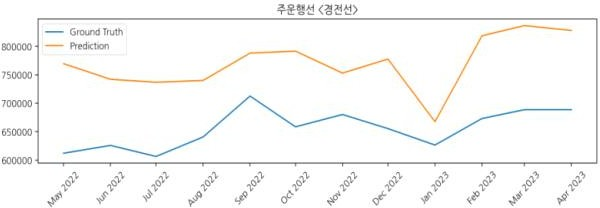 주운행선 <경전선>
Ground Truth
Prediction
800000
750000
700000
650000
600000
May 2022
Jun 2022
Jul 2022
Aug 2022
Sep 2022
Oct 2022
Nov 2022
Dec 2022
Jan 2023
Feb 2023
Mar 2023
Apr 2023